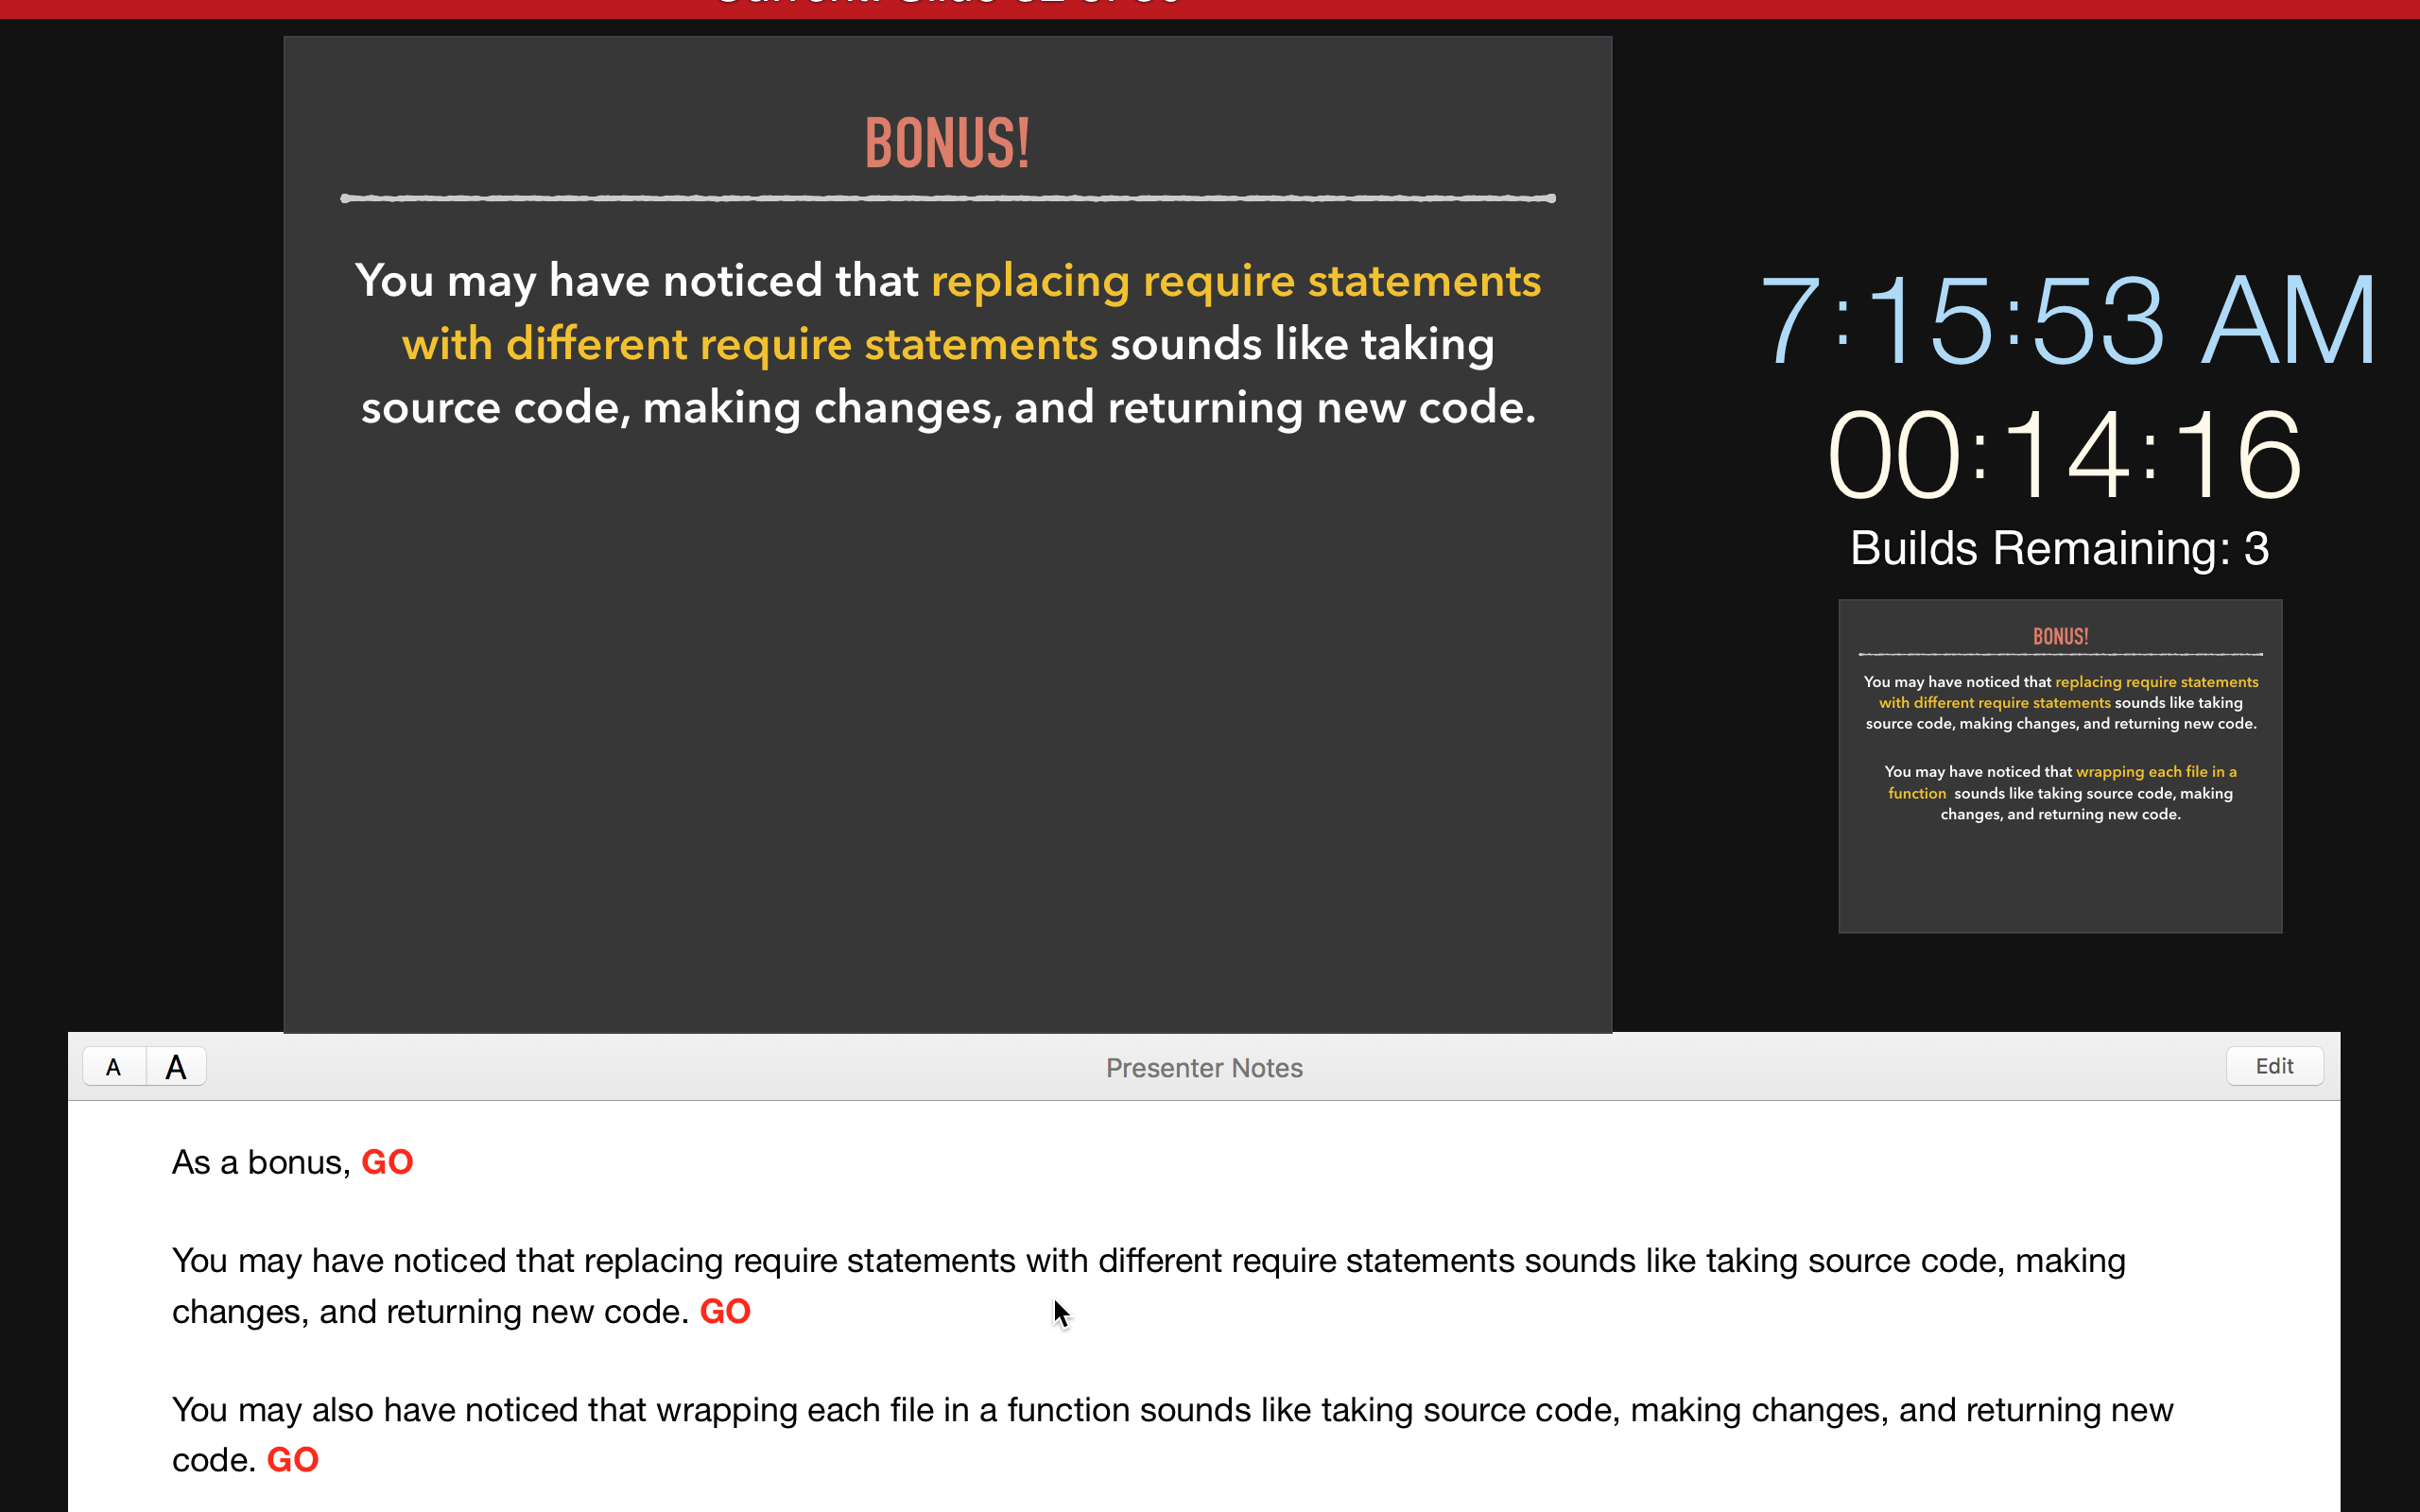 BONUS!
You may have noticed that replacing require statements
with different require statements sounds like taking
source code, making changes, and returning new code.
7:15:53 AM
00:14:16
Builds Remaining: 3
BONUS!
You may have noticed that replacing require statements
with different require statements sounds like taking
source code, making changes, and returning new code.
You may have noticed that wrapping each file in a
function sounds like taking source code, making
changes, and returning new code.
A A Presenter Notes Edit
As a bonus, GO
You may have noticed that replacing require statements with different require statements sounds like taking source code, making
changes, and returning new code. GO
You may also have noticed that wrapping each file in a function sounds like taking source code, making changes, and returning new
code. GO